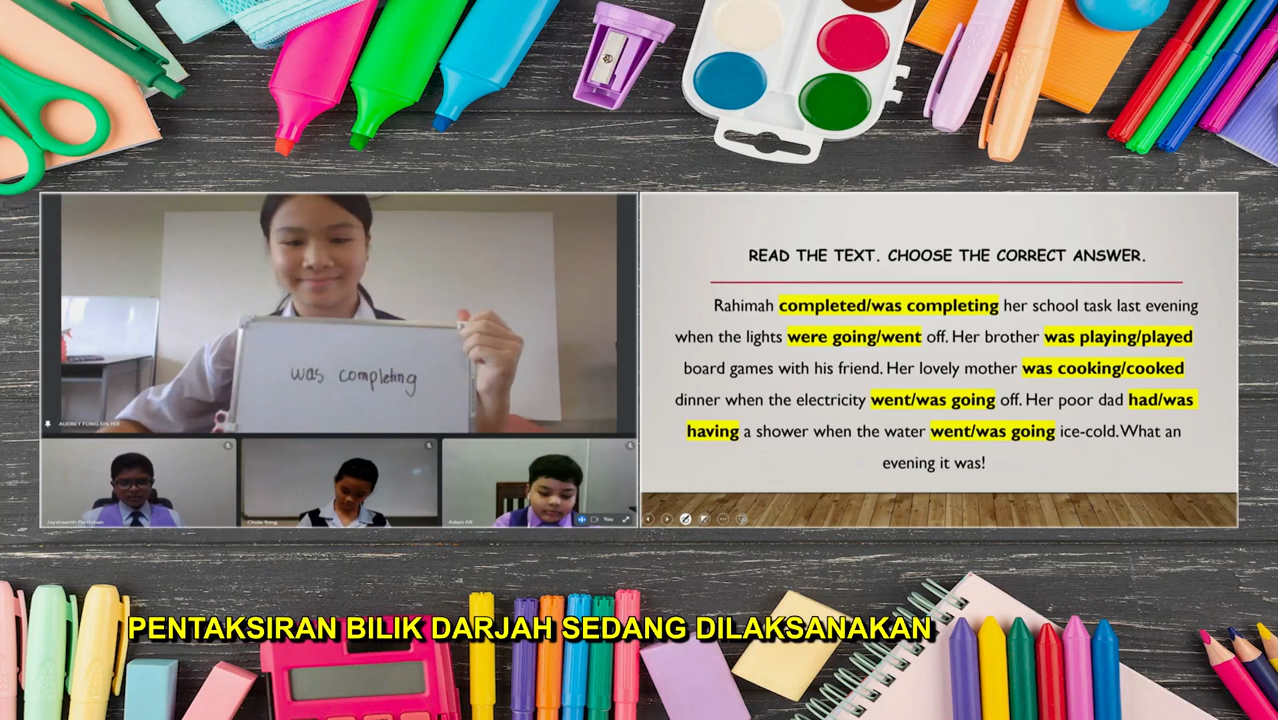 AUDREY FUNG SIN YEE
was completing
Adam Alf
You
READ THE TEXT. CHOOSE THE CORRECT ANSWER.
Rahimah completed/was completing her school task last evening
when the lights were going/went off. Her brother was playing/played
board games with his friend. Her lovely mother was cooking/cooked
dinner when the electricity went/was going off. Her poor dad had/was
having a shower when the water went/was going ice-cold. What an
evening it was!
PENTAKSIRAN BILIK DARJAH SEDANG DILAKSANAKAN